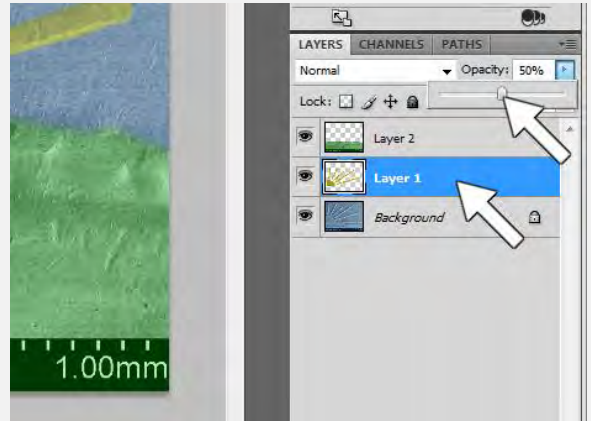 LAYERS CHANNELS PATHS
Normal Opacity: 50%
Lock:
Layer 2
Layer 1
Background
1.00mm